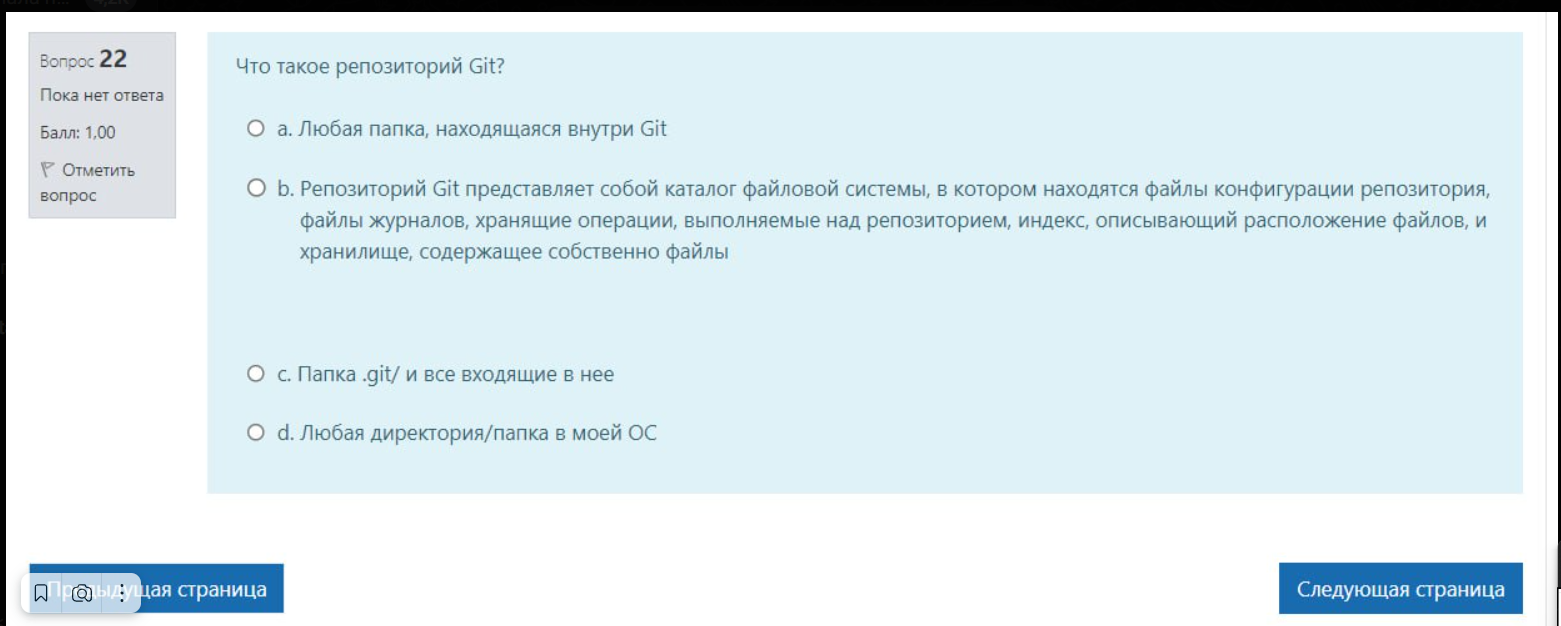 Вопрос 22
Пока нет ответа
Балл: 1,00
Отметить
вопрос
Что такое репозиторий Git?
a. Любая папка, находящаяся внутри Git
b. Репозиторий Git представляет собой каталог файловой системы, в котором находятся файлы конфигурации репозитория,
файлы журналов, хранящие операции, выполняемые над репозиторием, индекс, описывающий расположение файлов, и
хранилище, содержащее собственно файлы
c. Папка .git/ и все входящие в нее
d. Любая директория/папка в моей ОС
Предыдущая страница
Следующая страница